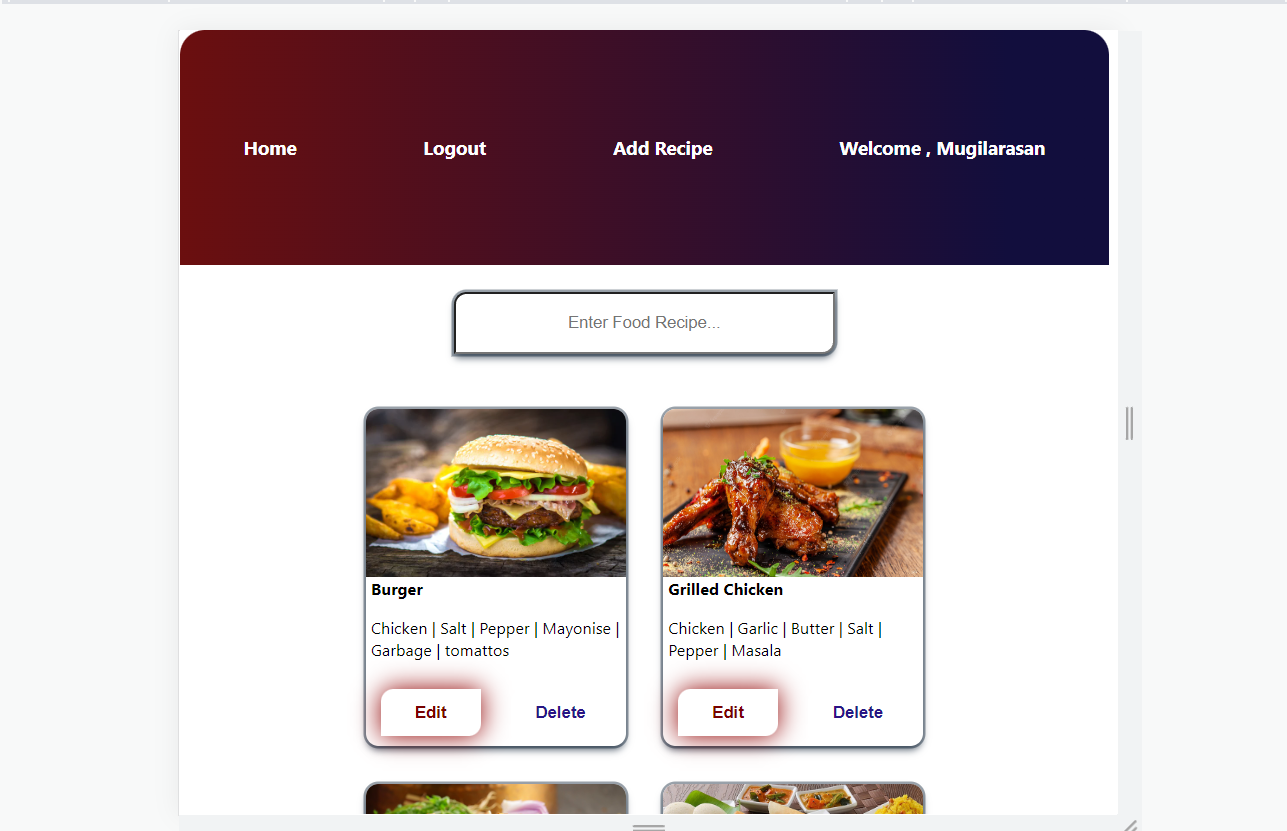 Home Logout Add Recipe Welcome , Mugilarasan
Enter Food Recipe...
Burger
Chicken | Salt | Pepper | Mayonise |
Garbage | tomattos
Edit Delete
Grilled Chicken
Chicken | Garlic | Butter | Salt |
Pepper | Masala
Edit Delete